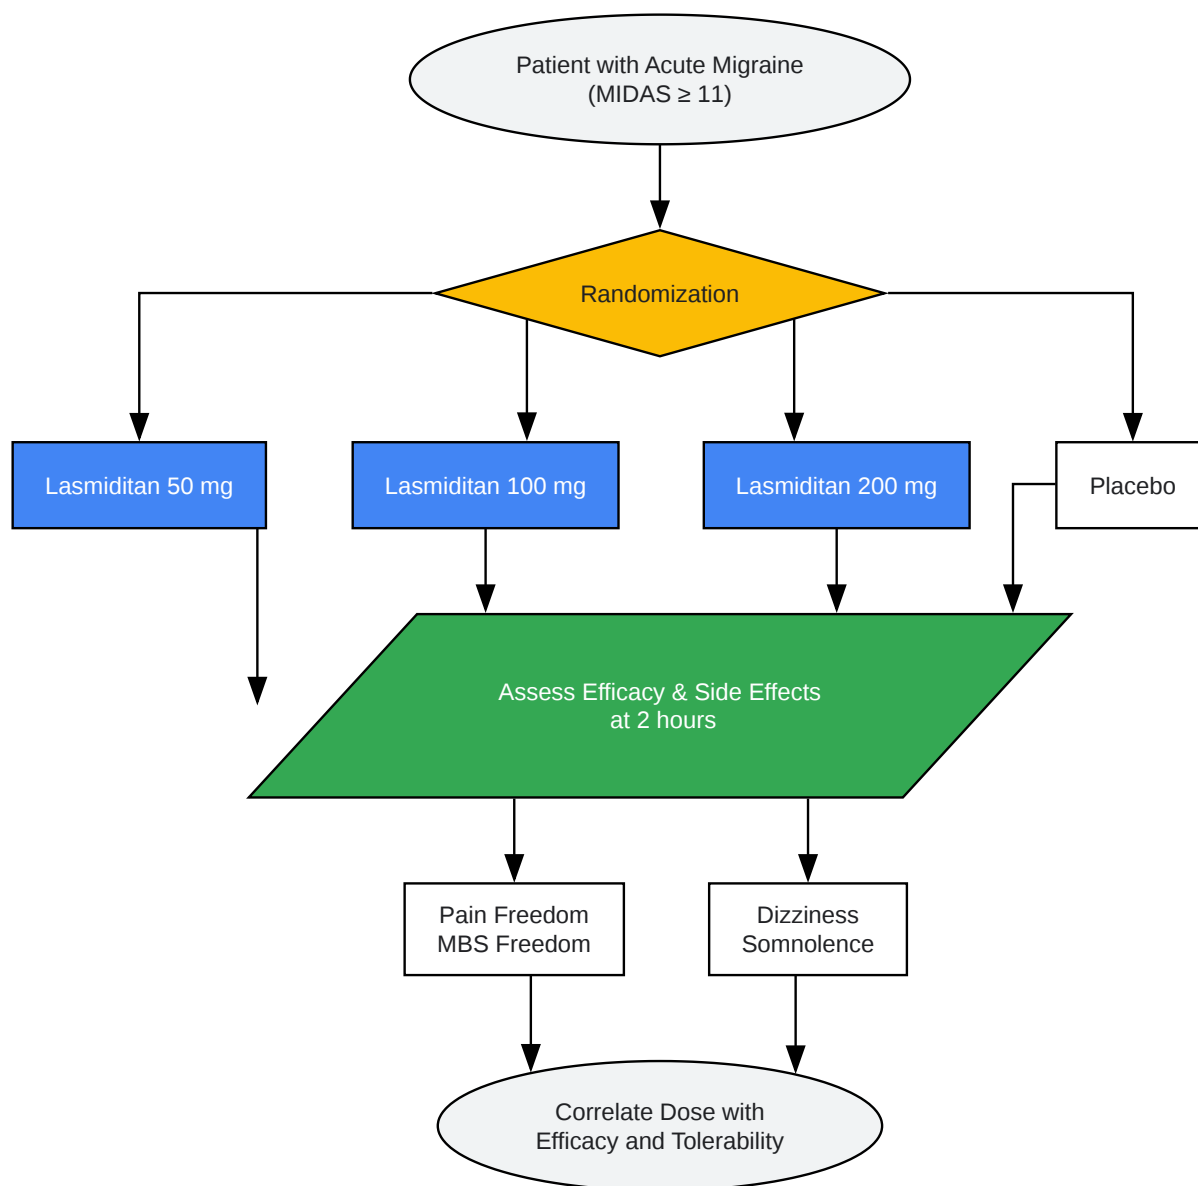 Patient with Acute Migraine
(MIDAS ≥ 11)
Randomization
Lasmiditan 50 mg
Lasmiditan 100 mg
Lasmiditan 200 mg
Placebo
Assess Efficacy & Side Effects
at 2 hours
Pain Freedom
MBS Freedom
Dizziness
Somnolence
Correlate Dose with
Efficacy and Tolerability